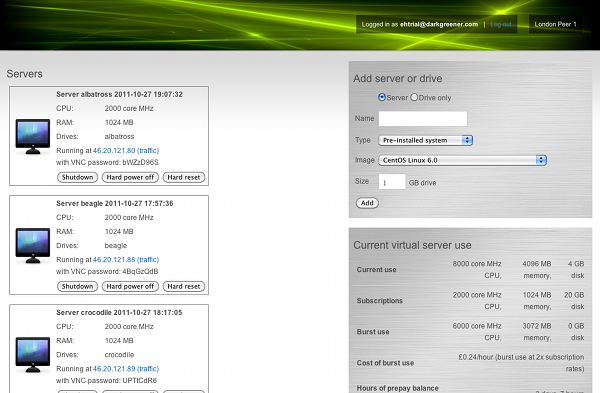 Logged in as ehtrial@darkgreener.com | Log out London Peer 1
Servers
Server albatross 2011-10-27 19:07:32
CPU: 2000 core MHz
RAM: 1024 MB
Drives: albatross
Running at 46.20.121.80 (traffic)
with VNC password: bWZzD96S
Shutdown Hard power off Hard reset
Server beagle 2011-10-27 17:57:36
CPU: 2000 core MHz
RAM: 1024 MB
Drives: beagle
Running at 46.20.121.88 (traffic)
with VNC password: 4BqGzQdB
Shutdown Hard power off Hard reset
Server crocodile 2011-10-27 18:17:05
CPU: 2000 core MHz
RAM: 1024 MB
Drives: crocodile
Running at 46.20.121.89 (traffic)
with VNC password: UPTtCdR6
Add server or drive
Server Drive only
Name
Type Pre-installed system
Image CentOS Linux 6.0
Size 1 GB drive
Add
Current virtual server use
Current use 8000 core MHz CPU, 4096 MB memory, 4 GB disk
Subscriptions 2000 core MHz CPU, 1024 MB memory, 20 GB disk
Burst use 6000 core MHz CPU, 3072 MB memory, 0 GB disk
Cost of burst use £0.24/hour (burst use at 2x subscription rates)
Hours of prepay balance